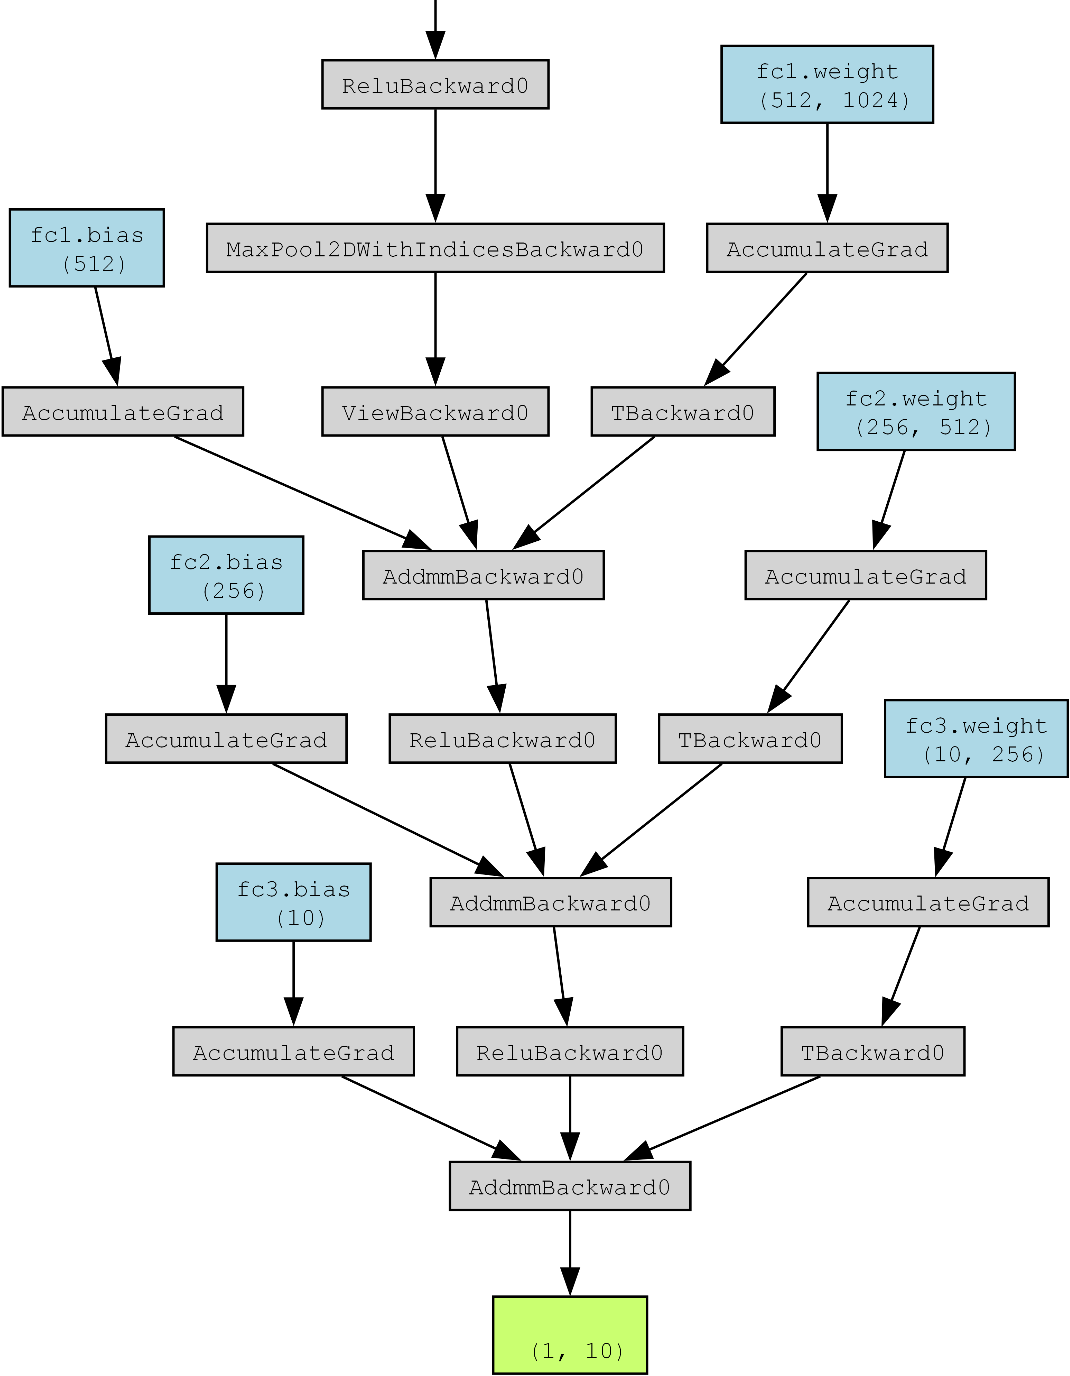 ReluBackward0
fc1.weight
(512, 1024)
fc1.bias
(512)
MaxPool2DWithIndicesBackward0
AccumulateGrad
AccumulateGrad
ViewBackward0
TBackward0
fc2.weight
(256, 512)
fc2.bias
(256)
AddmmBackward0
AccumulateGrad
AccumulateGrad
ReluBackward0
TBackward0
fc3.weight
(10, 256)
fc3.bias
(10)
AddmmBackward0
AccumulateGrad
AccumulateGrad
ReluBackward0
TBackward0
AddmmBackward0
(1, 10)